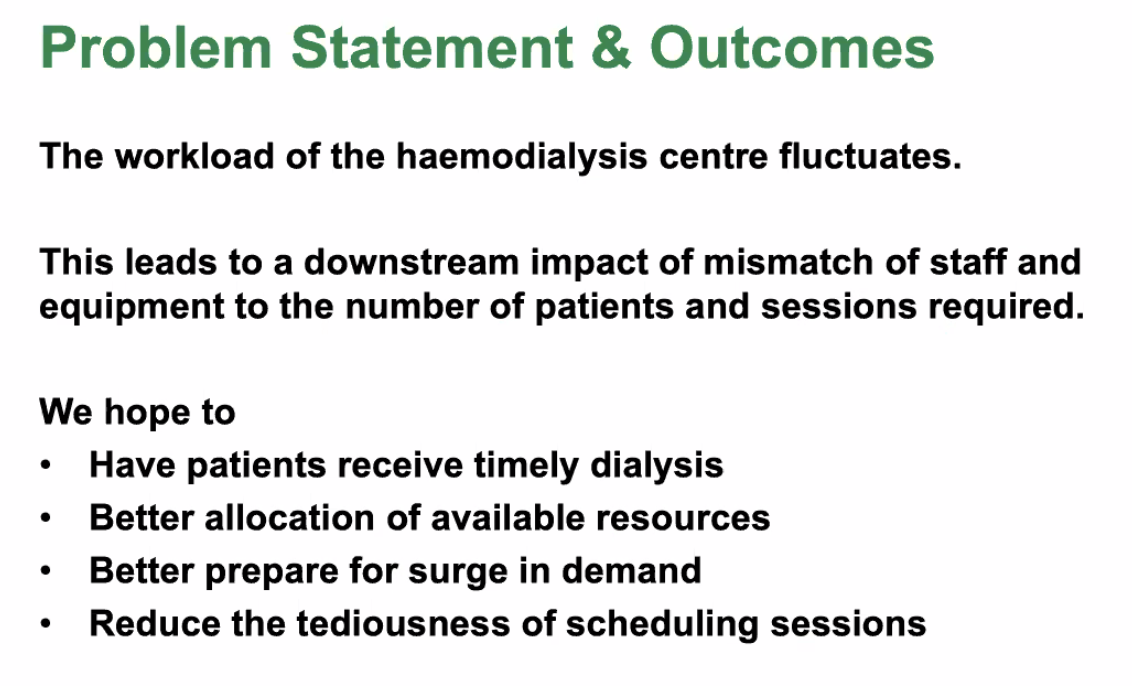 Problem Statement & Outcomes
The workload of the haemodialysis centre fluctuates.
This leads to a downstream impact of mismatch of staff and
equipment to the number of patients and sessions required.
We hope to
• Have patients receive timely dialysis
• Better allocation of available resources
• Better prepare for surge in demand
• Reduce the tediousness of scheduling sessions